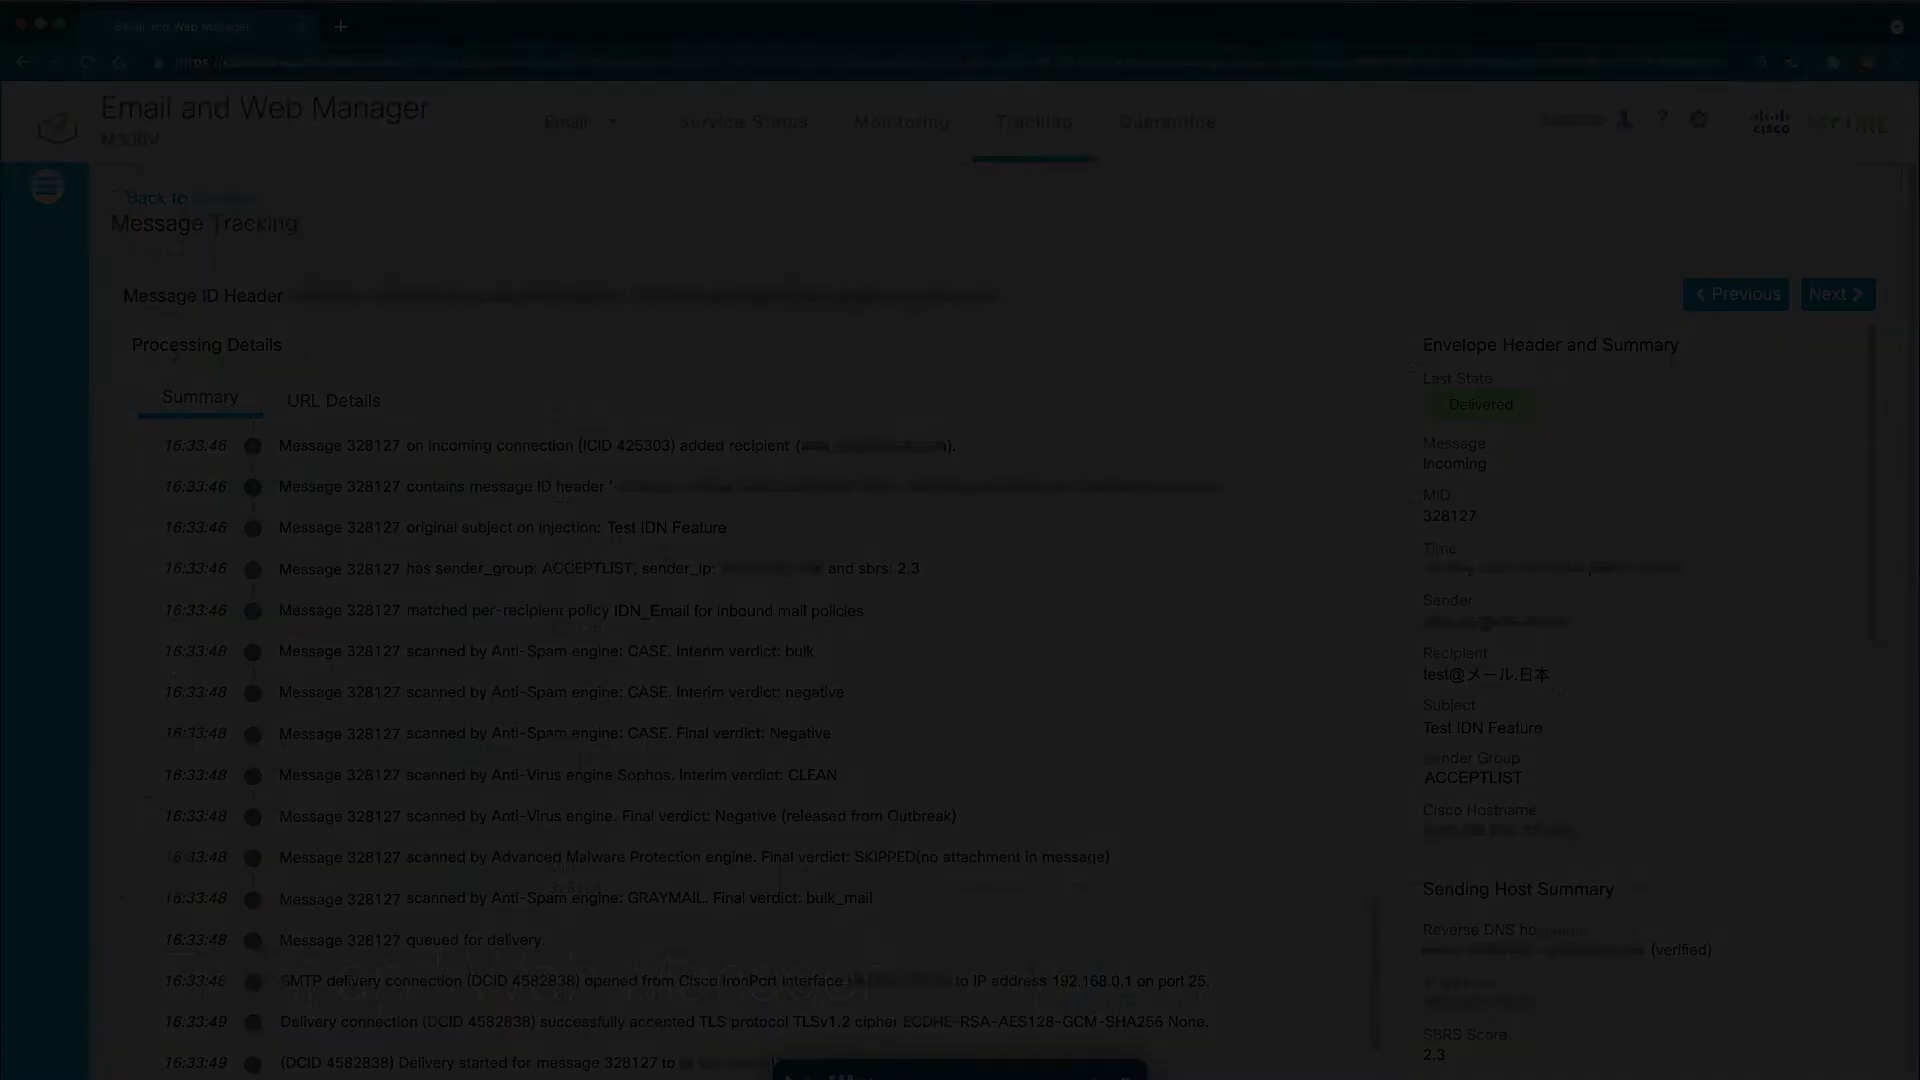 Email and Web Manager
Email and Web Manager
M300V
Email
Service Status
Monitoring
Tracking
Quarantine
?
cisco SECURE
Back to
Message Tracking
Message ID Header
Previous
Next
Processing Details
Summary
URL Details
16:33:46 Message 328127 on incoming connection (ICID 425303) added recipient ( ).
16:33:46 Message 328127 contains message ID header '
16:33:46 Message 328127 original subject on injection: Test IDN Feature
16:33:46 Message 328127 has sender_group: ACCEPTLIST, sender_ip: and sbrs: 2.3
16:33:46 Message 328127 matched per-recipient policy IDN_Email for inbound mail policies
16:33:48 Message 328127 scanned by Anti-Spam engine: CASE. Interim verdict: bulk
16:33:48 Message 328127 scanned by Anti-Spam engine: CASE. Interim verdict: negative
16:33:48 Message 328127 scanned by Anti-Spam engine: CASE. Final verdict: Negative
16:33:48 Message 328127 scanned by Anti-Virus engine Sophos. Interim verdict: CLEAN
16:33:48 Message 328127 scanned by Anti-Virus engine. Final verdict: Negative (released from Outbreak)
16:33:48 Message 328127 scanned by Advanced Malware Protection engine. Final verdict: SKIPPED(no attachment in message)
16:33:48 Message 328127 scanned by Anti-Spam engine: GRAYMAIL. Final verdict: bulk_mail
16:33:48 Message 328127 queued for delivery.
16:33:48 SMTP delivery connection (DCID 4582838) opened from Cisco IronPort interface to IP address 192.168.0.1 on port 25.
16:33:49 Delivery connection (DCID 4582838) successfully accented TLS protocol TLSv1.2 cipher ECDHE-RSA-AES128-GCM-SHA256 None.
16:33:49 (DCID 4582838) Delivery started for message 328127 to
Envelope Header and Summary
Last State
Delivered
Message
Incoming
MID
328127
Time
Sender
Recipient
test@メール.日本
Subject
Test IDN Feature
Sender Group
ACCEPTLIST
Cisco Hostname
Sending Host Summary
Reverse DNS
(verified)
SBRS Score
2.3